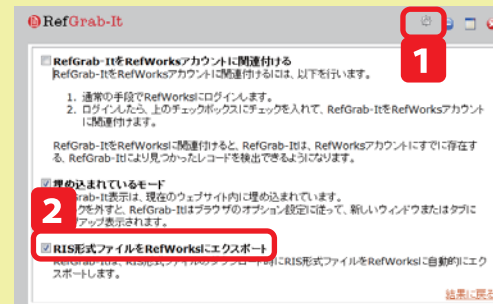 RefGrab-It
1
RefGrab-ItをRefWorksアカウントに関連付ける
RefGrab-ItをRefWorksアカウントに関連付けるには、以下を行います。
1. 通常の手段でRefWorksにログインします。
2. ログインしたら、上のチェックボックスにチェックを入れて、RefGrab-ItをRefWorksアカウント
に関連付けます。
RefGrab-ItをRefWorksに関連付けると、RefGrab-Itは、RefWorksアカウントにすでに存在す
る、RefGrab-Itにより見つかったレコードを検出できるようになります。
埋め込まれているモード
Grab-It表示は、現在のウェブサイト内に埋め込まれています。
クを外すと、RefGrab-Itはブラウザのオプション設定に従って、新しいウィンドウまたはタブに
アップ表示されます。
2
RIS形式ファイルをRefWorksにエクスポート
RefGrab-Itは、RIS形式ファイルのダウンロード時にRIS形式ファイルをRefWorksに自動的にエク
スポートします。
結果に戻る